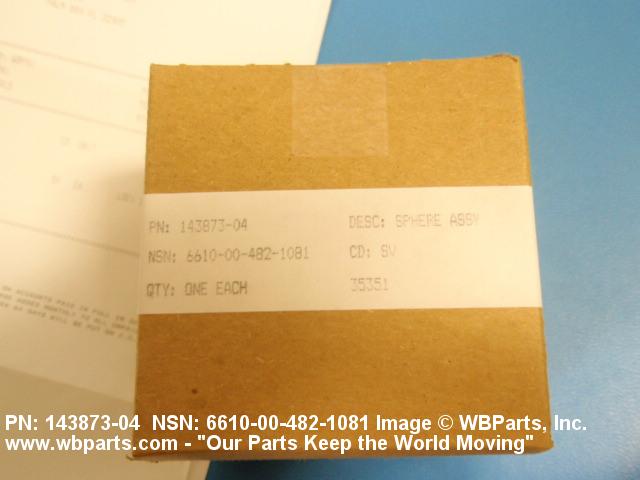 PN: 143873-04 DESC: SPHERE ASSY
NSN: 6610-00-482-1081 CD: SV
QTY: ONE EACH 35351
PN: 143873-04 NSN: 6610-00-482-1081 Image © WBParts, Inc.
www.wbparts.com - "Our Parts Keep the World Moving"